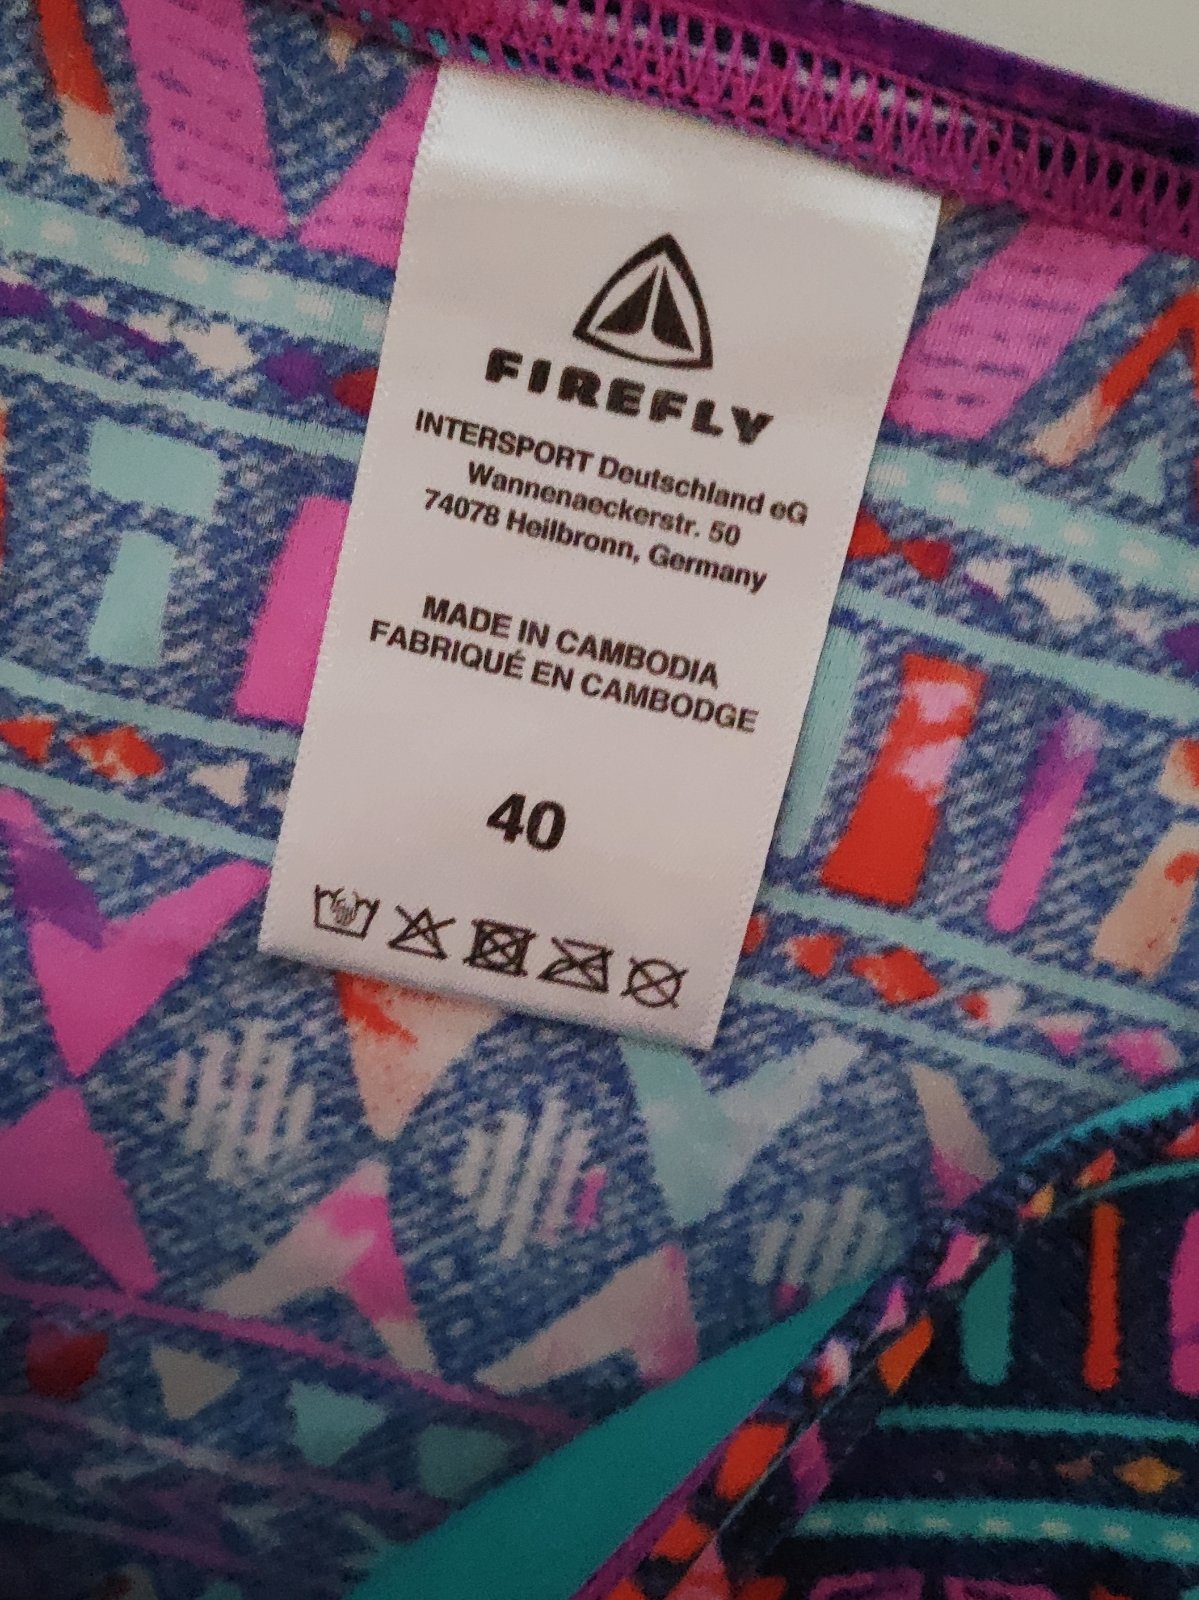 FIREFLY
INTERSPORT Deutschland eG
Wannenaeckerstr. 50
74078 Heilbronn, Germany
MADE IN CAMBODIA
FABRIQUÉ EN CAMBODGE
40